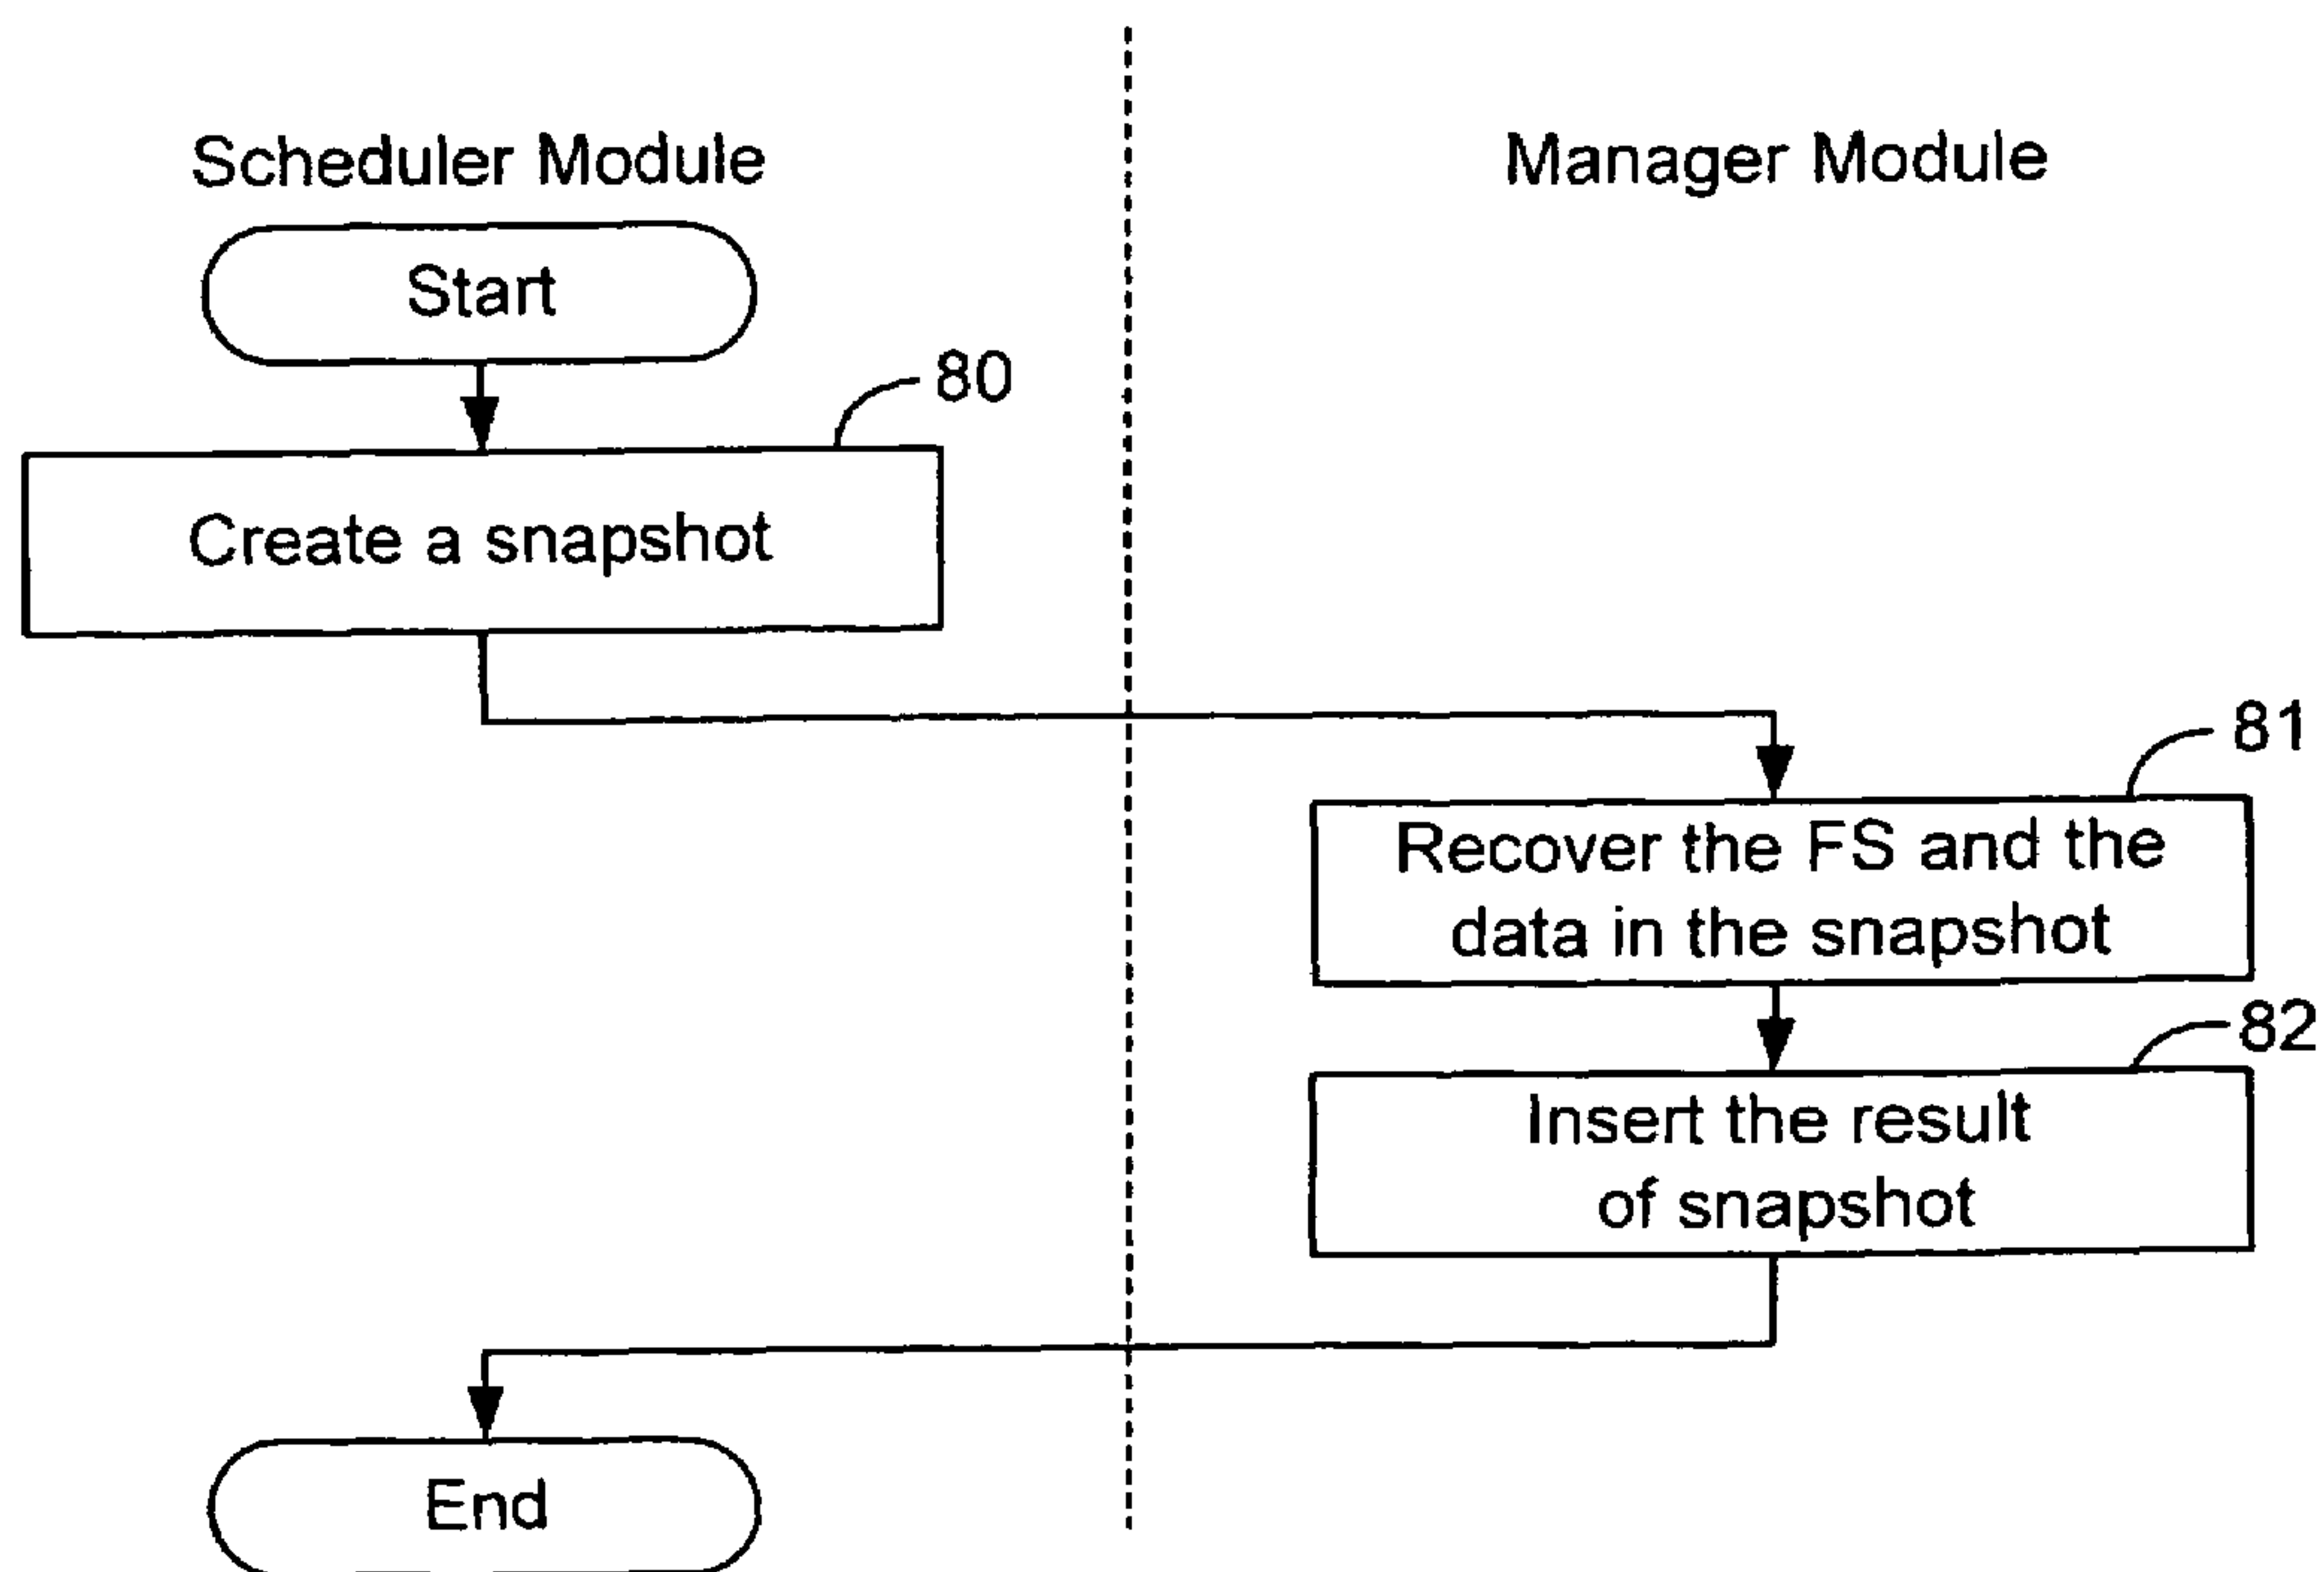 Scheduler Module
Manager Module
Start
80
Create a snapshot
81
Recover the FS and the
data in the snapshot
82
Insert the result
of snapshot
End